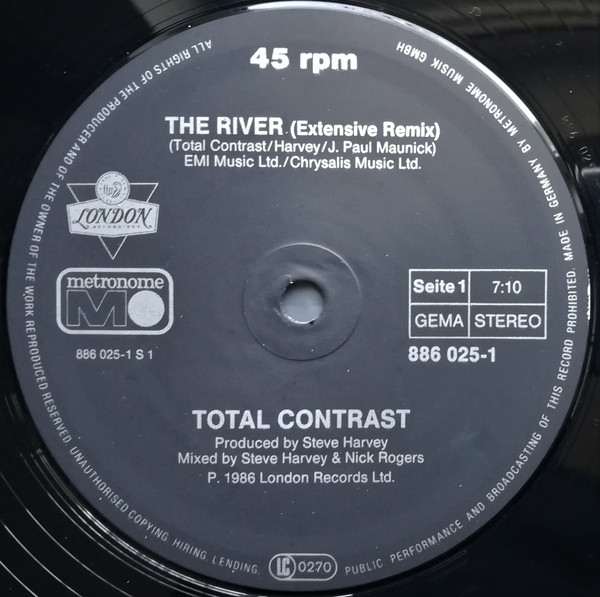 45 rpm
THE RIVER (Extensive Remix)
(Total Contrast/Harvey/J. Paul Maunick)
EMI Music Ltd./Chrysalis Music Ltd.
LONDON
RECORDINGS
metronome
M
886 025-1 S 1
Seite 1 7:10
GEMA STEREO
886 025-1
TOTAL CONTRAST
Produced by Steve Harvey
Mixed by Steve Harvey & Nick Rogers
P. 1986 London Records Ltd.
LC 0270
ALL RIGHTS OF THE PRODUCER AND OF THE OWNER OF THE WORK REPRODUCED RESERVED. UNAUTHORISED COPYING, HIRING, LENDING, PUBLIC PERFORMANCE AND BROADCASTING OF THIS RECORD PROHIBITED. MADE IN GERMANY BY METRONOME MUSIK GMBH